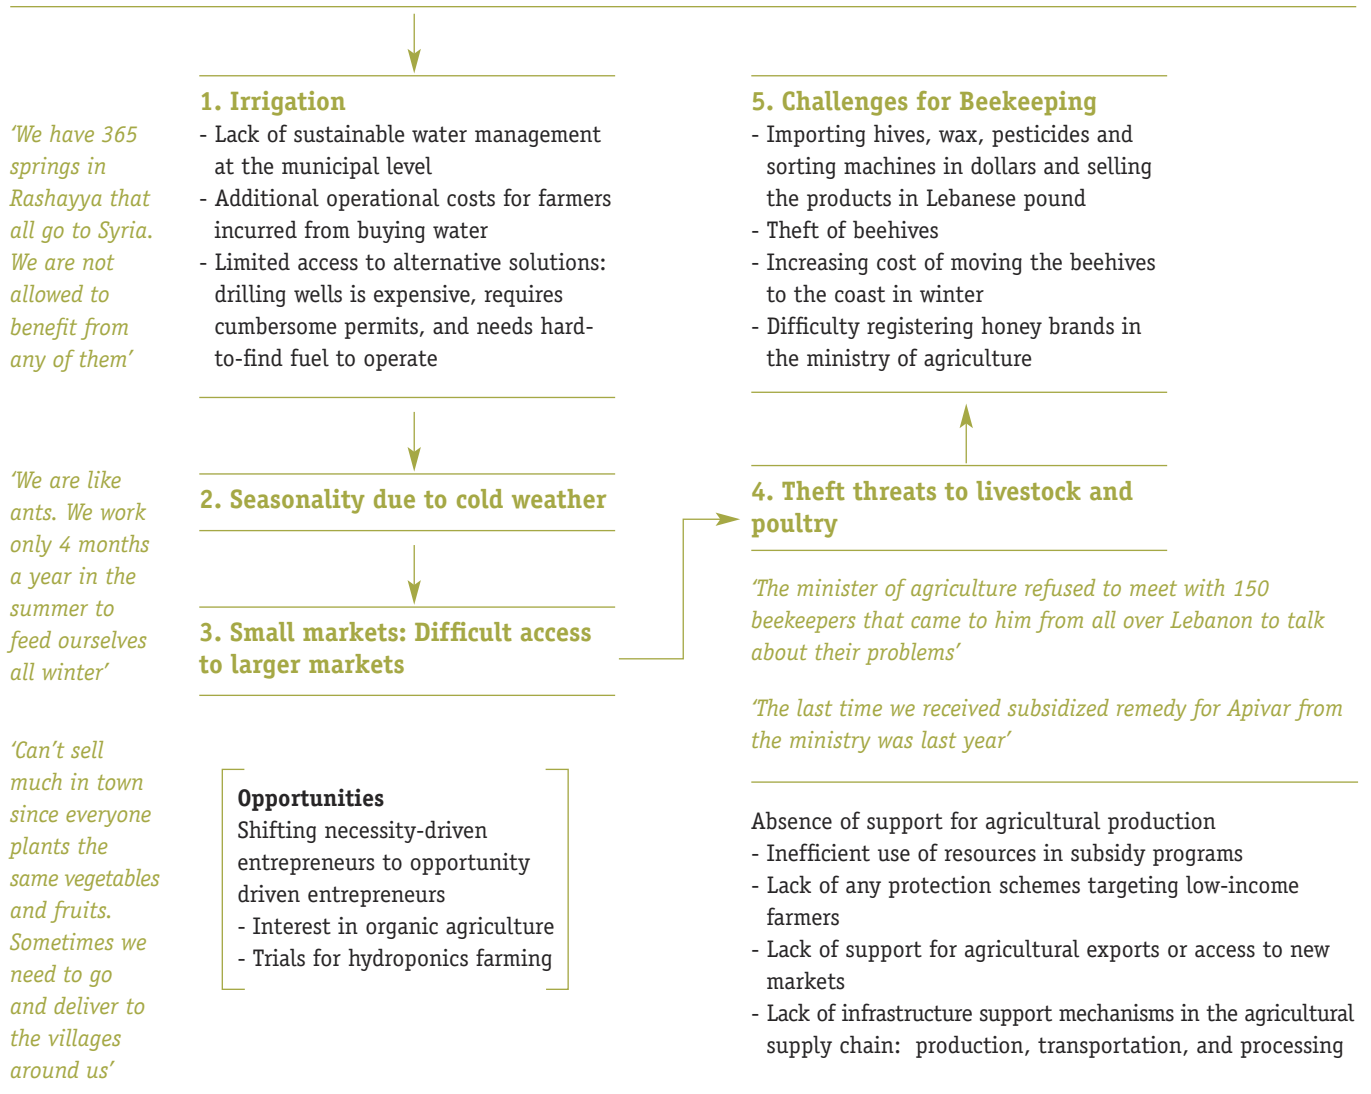 'We have 365
springs in
Rashayya that
all go to Syria.
We are not
allowed to
benefit from
any of them'
'We are like
ants. We work
only 4 months
a year in the
summer to
feed ourselves
all winter'
'Can't sell
much in town
since everyone
plants the
same vegetables
and fruits.
Sometimes we
need to go
and deliver to
the villages
around us'
1. Irrigation
- Lack of sustainable water management
at the municipal level
- Additional operational costs for farmers
incurred from buying water
- Limited access to alternative solutions:
drilling wells is expensive, requires
cumbersome permits, and needs hard-
to-find fuel to operate
2. Seasonality due to cold weather
3. Small markets: Difficult access
to larger markets
Opportunities
Shifting necessity-driven
entrepreneurs to opportunity
driven entrepreneurs
- Interest in organic agriculture
- Trials for hydroponics farming
4. Theft threats to livestock and
poultry
5. Challenges for Beekeeping
- Importing hives, wax, pesticides and
sorting machines in dollars and selling
the products in Lebanese pound
- Theft of beehives
- Increasing cost of moving the beehives
to the coast in winter
- Difficulty registering honey brands in
the ministry of agriculture
'The minister of agriculture refused to meet with 150
beekeepers that came to him from all over Lebanon to talk
about their problems'
'The last time we received subsidized remedy for Apivar from
the ministry was last year'
Absence of support for agricultural production
- Inefficient use of resources in subsidy programs
- Lack of any protection schemes targeting low-income
farmers
- Lack of support for agricultural exports or access to new
markets
- Lack of infrastructure support mechanisms in the agricultural
supply chain: production, transportation, and processing